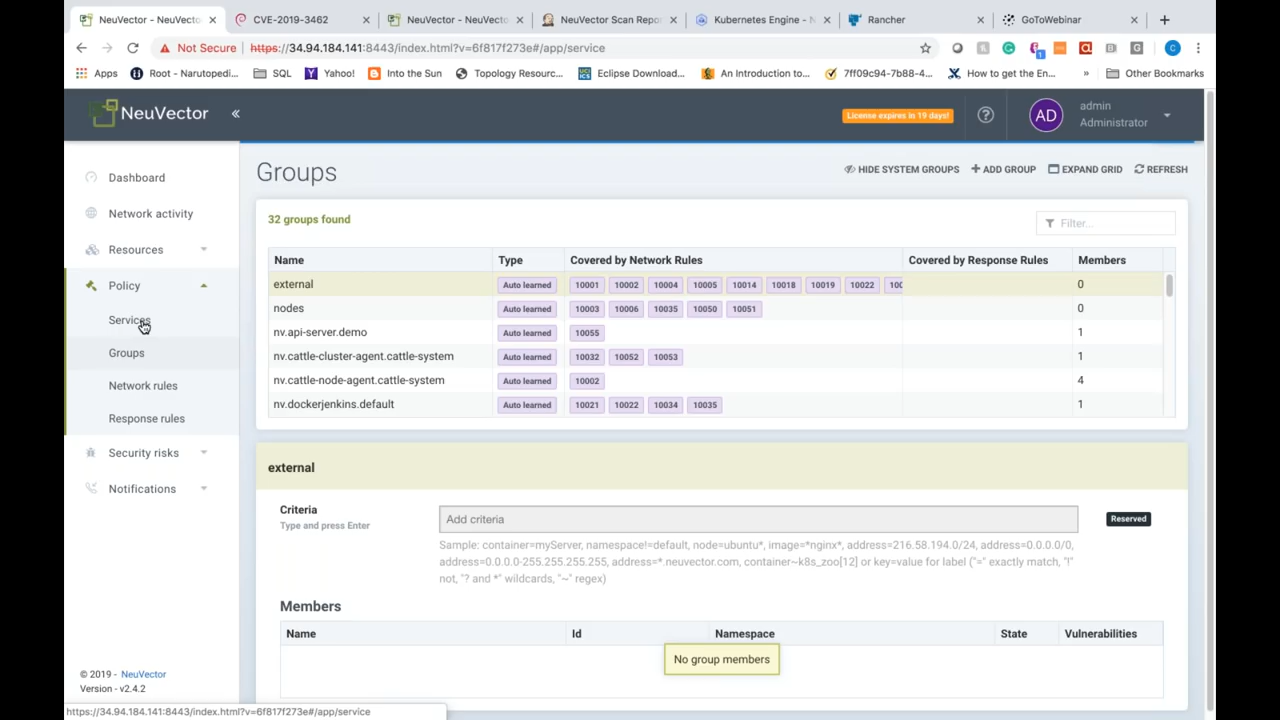 NeuVector - NeuVecto
CVE-2019-3462
NeuVector - NeuVecto
NeuVector Scan Repor
Kubernetes Engine - N
Rancher
GoToWebinar
Not Secure
https://34.94.184.141:8443/index.html?v=6f817f273e#/app/service
Apps
Root - Narutopedi...
SQL
Yahoo!
Into the Sun
Topology Resourc...
Eclipse Download...
An Introduction to...
7ff09c94-7b88-4...
How to get the En...
»
Other Bookmarks
NeuVector
«
License expires in 19 days!
AD
admin
Administrator
Dashboard
Network activity
Resources
Policy
Services
Groups
Network rules
Response rules
Security risks
Notifications
© 2019 - NeuVector
Version - v2.4.2
Groups
HIDE SYSTEM GROUPS
+ ADD GROUP
EXPAND GRID
REFRESH
32 groups found
Filter...
Name Type Covered by Network Rules Covered by Response Rules Members
external Auto learned 10001 10002 10004 10005 10014 10018 10019 10022 100 0
nodes Auto learned 10003 10006 10035 10050 10051 0
nv.api-server.demo Auto learned 10055 1
nv.cattle-cluster-agent.cattle-system Auto learned 10032 10052 10053 1
nv.cattle-node-agent.cattle-system Auto learned 10002 4
nv.dockerjenkins.default Auto learned 10021 10022 10034 10035 1
external
Criteria
Type and press Enter
Add criteria
Reserved
Sample: container=myServer, namespace!=default, node=ubuntu*, image=*nginx*, address=216.58.194.0/24, address=0.0.0.0/0,
address=0.0.0.0-255.255.255.255, address=*.neuvector.com, container~k8s_zoo[12] or key=value for label ("=" exactly match, "!"
not, "? and *" wildcards, "~" regex)
Members
Name Id Namespace State Vulnerabilities
No group members
https://34.94.184.141:8443/index.html?v=6f817f273e#/app/service